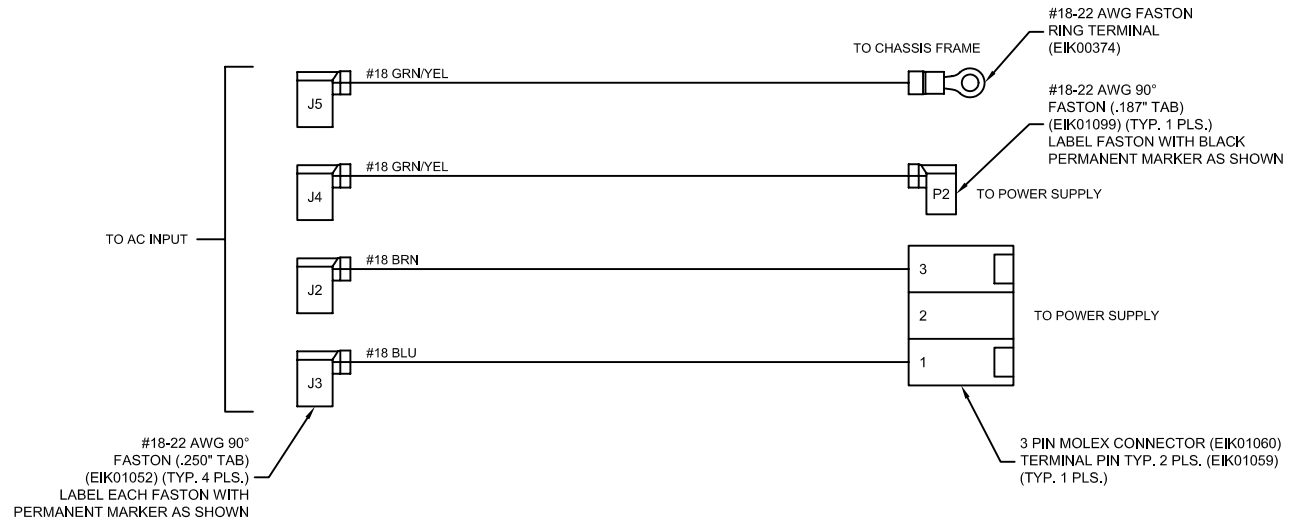 #18-22 AWG FASTON
RING TERMINAL
(EIK00374)
TO CHASSIS FRAME
#18 GRN/YEL
J5
#18-22 AWG 90°
FASTON (.187" TAB)
(EIK01099) (TYP. 1 PLS.)
LABEL FASTON WITH BLACK
PERMANENT MARKER AS SHOWN
#18 GRN/YEL
J4
P2
TO POWER SUPPLY
TO AC INPUT
#18 BRN
J2
3
2
TO POWER SUPPLY
#18 BLU
J3
1
#18-22 AWG 90°
FASTON (.250" TAB)
(EIK01052) (TYP. 4 PLS.)
LABEL EACH FASTON WITH
PERMANENT MARKER AS SHOWN
3 PIN MOLEX CONNECTOR (EIK01060)
TERMINAL PIN TYP. 2 PLS. (EIK01059)
(TYP. 1 PLS.)